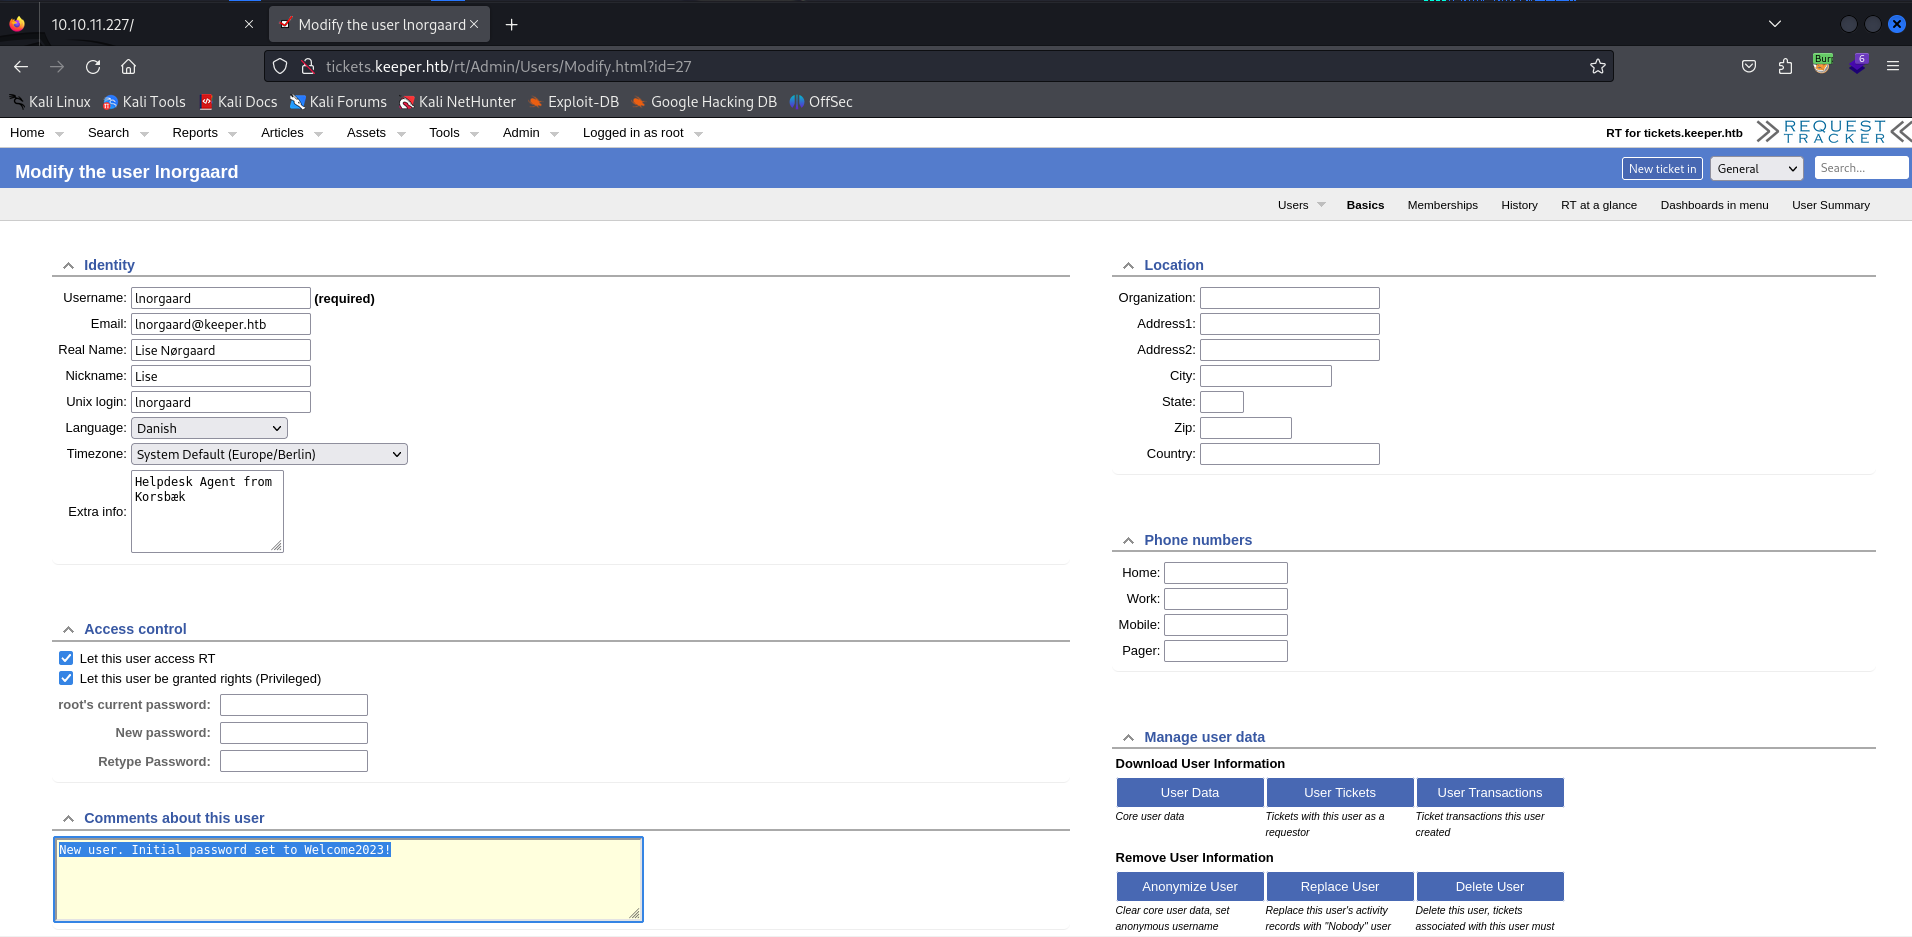 10.10.11.227/
Modify the user lnorgaard
tickets.keeper.htb/rt/Admin/Users/Modify.html?id=27
Burp
6
Kali Linux Kali Tools Kali Docs Kali Forums Kali NetHunter Exploit-DB Google Hacking DB OffSec
Home Search Reports Articles Assets Tools Admin Logged in as root
RT for tickets.keeper.htb
REQUEST
TRACKER
Modify the user lnorgaard
New ticket in General Search...
Users Basics Memberships History RT at a glance Dashboards in menu User Summary
Identity
Username: lnorgaard (required)
Email: lnorgaard@keeper.htb
Real Name: Lise Nørgaard
Nickname: Lise
Unix login: lnorgaard
Language: Danish
Timezone: System Default (Europe/Berlin)
Extra info: Helpdesk Agent from
Korsbæk
Access control
Let this user access RT
Let this user be granted rights (Privileged)
root's current password:
New password:
Retype Password:
Comments about this user
New user. Initial password set to Welcome2023!
Location
Organization:
Address1:
Address2:
City:
State:
Zip:
Country:
Phone numbers
Home:
Work:
Mobile:
Pager:
Manage user data
Download User Information
User Data User Tickets User Transactions
Core user data Tickets with this user as a Ticket transactions this user
requestor created
Remove User Information
Anonymize User Replace User Delete User
Clear core user data, set Replace this user's activity Delete this user, tickets
anonymous username records with "Nobody" user associated with this user must